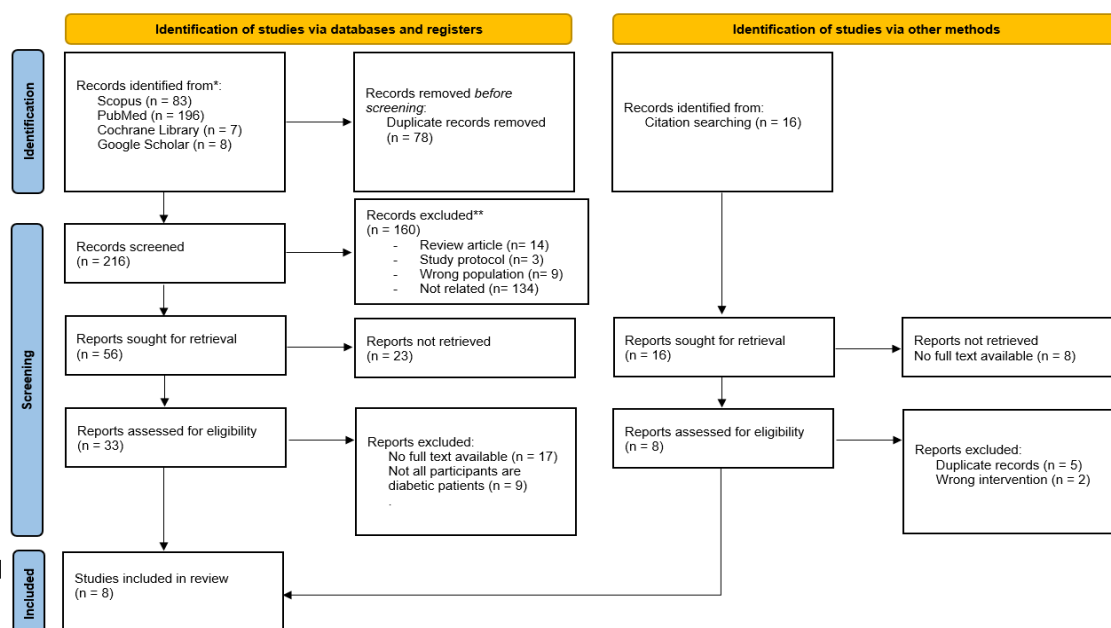 Identification of studies via databases and registers
Identification of studies via other methods
Identification
Records identified from*:
Scopus (n = 83)
PubMed (n = 196)
Cochrane Library (n = 7)
Google Scholar (n = 8)
Records removed before
screening:
Duplicate records removed
(n = 78)
Records identified from:
Citation searching (n = 16)
Screening
Records screened
(n = 216)
Records excluded**
(n = 160)
- Review article (n= 14)
- Study protocol (n= 3)
- Wrong population (n= 9)
- Not related (n= 134)
Reports sought for retrieval
(n = 56)
Reports not retrieved
(n = 23)
Reports sought for retrieval
(n = 16)
Reports not retrieved
No full text available (n = 8)
Reports assessed for eligibility
(n = 33)
Reports excluded:
No full text available (n = 17)
Not all participants are
diabetic patients (n = 9)
.
Reports assessed for eligibility
(n = 8)
Reports excluded:
Duplicate records (n = 5)
Wrong intervention (n = 2)
Included
Studies included in review
(n = 8)